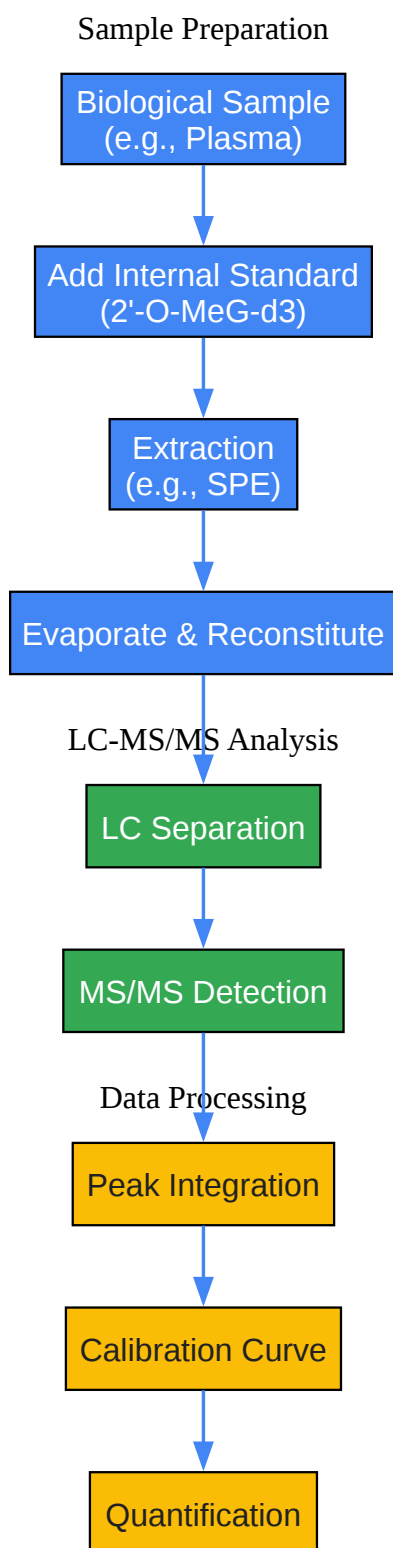 Sample Preparation
Biological Sample
(e.g., Plasma)
Add Internal Standard
(2'-O-MeG-d3)
Extraction
(e.g., SPE)
Evaporate & Reconstitute
LC-MS/MS Analysis
LC Separation
MS/MS Detection
Data Processing
Peak Integration
Calibration Curve
Quantification